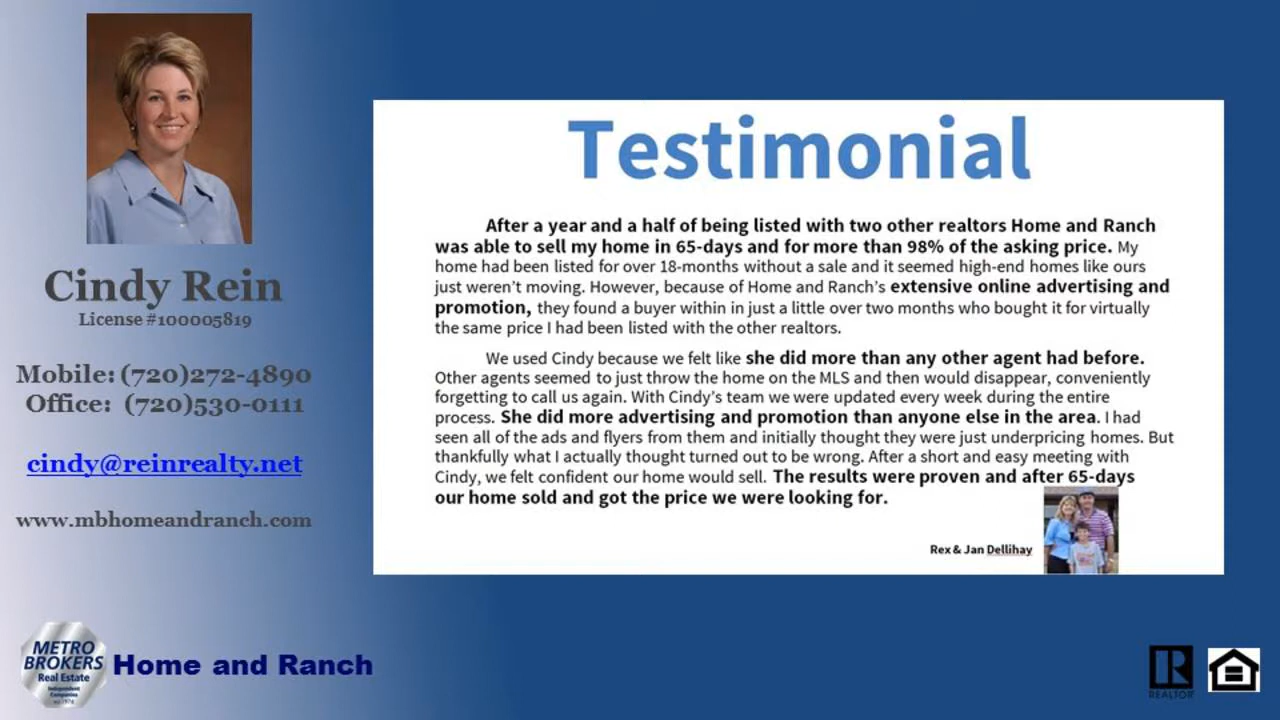 Cindy Rein
License #100005819
Mobile: (720)272-4890
Office: (720)530-0111
cindy@reinrealty.net
www.mbhomeandranch.com
METRO
BROKERS
Real Estate
Independent
Companies
est 1976
Home and Ranch
Testimonial
After a year and a half of being listed with two other realtors Home and Ranch
was able to sell my home in 65-days and for more than 98% of the asking price. My
home had been listed for over 18-months without a sale and it seemed high-end homes like ours
just weren't moving. However, because of Home and Ranch's extensive online advertising and
promotion, they found a buyer within in just a little over two months who bought it for virtually
the same price I had been listed with the other realtors.
We used Cindy because we felt like she did more than any other agent had before.
Other agents seemed to just throw the home on the MLS and then would disappear, conveniently
forgetting to call us again. With Cindy's team we were updated every week during the entire
process. She did more advertising and promotion than anyone else in the area. I had
seen all of the ads and flyers from them and initially thought they were just underpricing homes. But
thankfully what I actually thought turned out to be wrong. After a short and easy meeting with
Cindy, we felt confident our home would sell. The results were proven and after 65-days
our home sold and got the price we were looking for.
Rex & Jan Dellihay
REALTOR